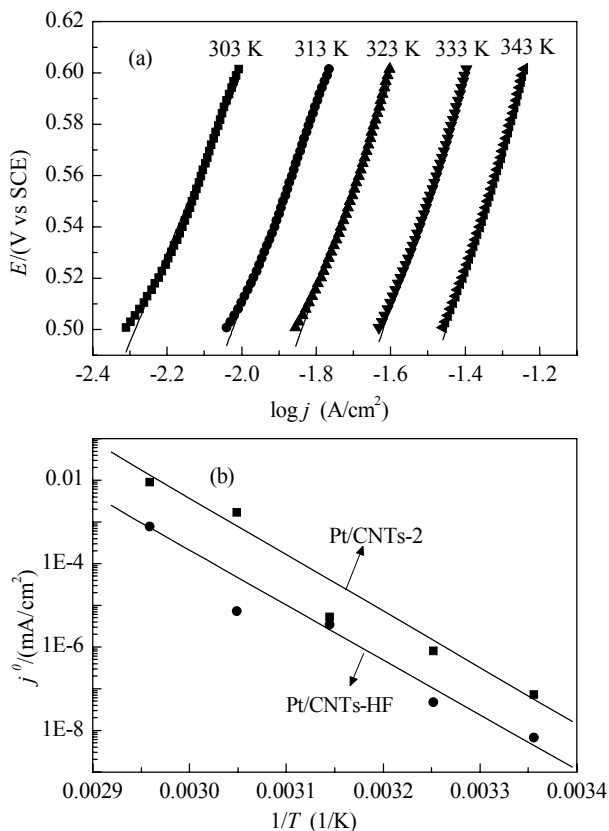 (a)
303 K 313 K 323 K 333 K 343 K
0.60
0.58
0.56
0.54
0.52
0.50
E/(V vs SCE)
-2.4 -2.2 -2.0 -1.8 -1.6 -1.4 -1.2
log j (A/cm²)
(b)
0.01
1E-4
1E-6
1E-8
j⁰/(mA/cm²)
Pt/CNTs-2
Pt/CNTs-HF
0.0029 0.0030 0.0031 0.0032 0.0033 0.0034
1/T (1/K)